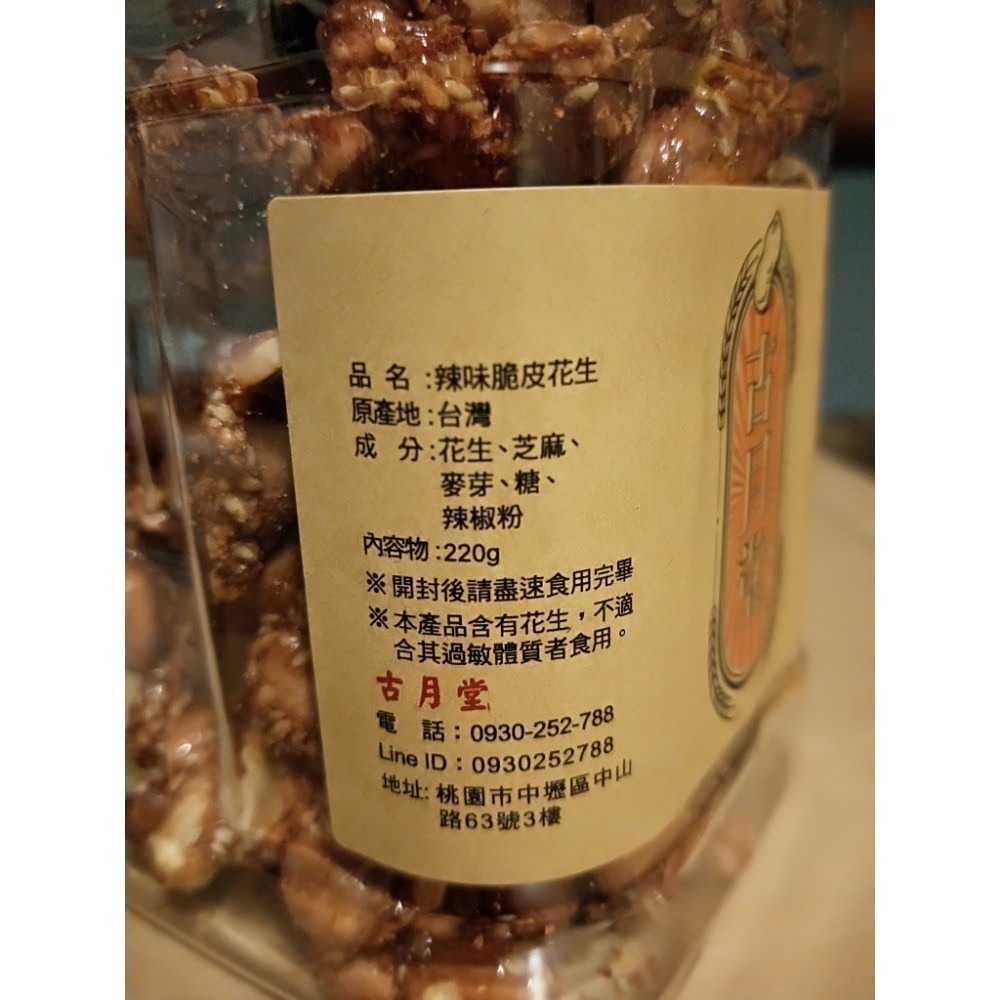 品 名 :辣味脆皮花生
原產地:台灣
成 分:花生、芝麻、
麥芽、糖、
辣椒粉
內容物:220g
※開封後請盡速食用完畢
※本產品含有花生,不適
合其過敏體質者食用。
古月堂
電 話:0930-252-788
Line ID:0930252788
地址:桃園市中壢區中山
路63號3樓
古月堂